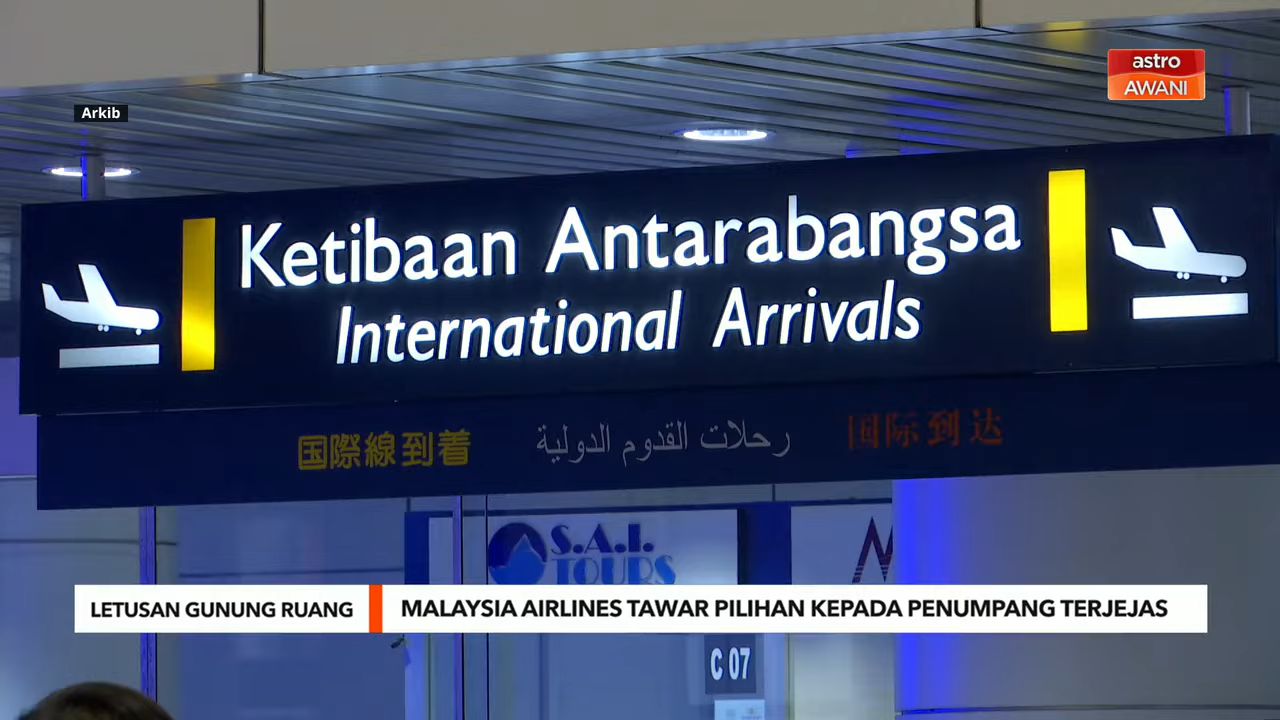 astro
AWANI
Arkib
Ketibaan Antarabangsa
International Arrivals
国際線到着 رحلات القدوم الدولية 国际到达
S.A.I.
TOURS
LETUSAN GUNUNG RUANG MALAYSIA AIRLINES TAWAR PILIHAN KEPADA PENUMPANG TERJEJAS
C 07